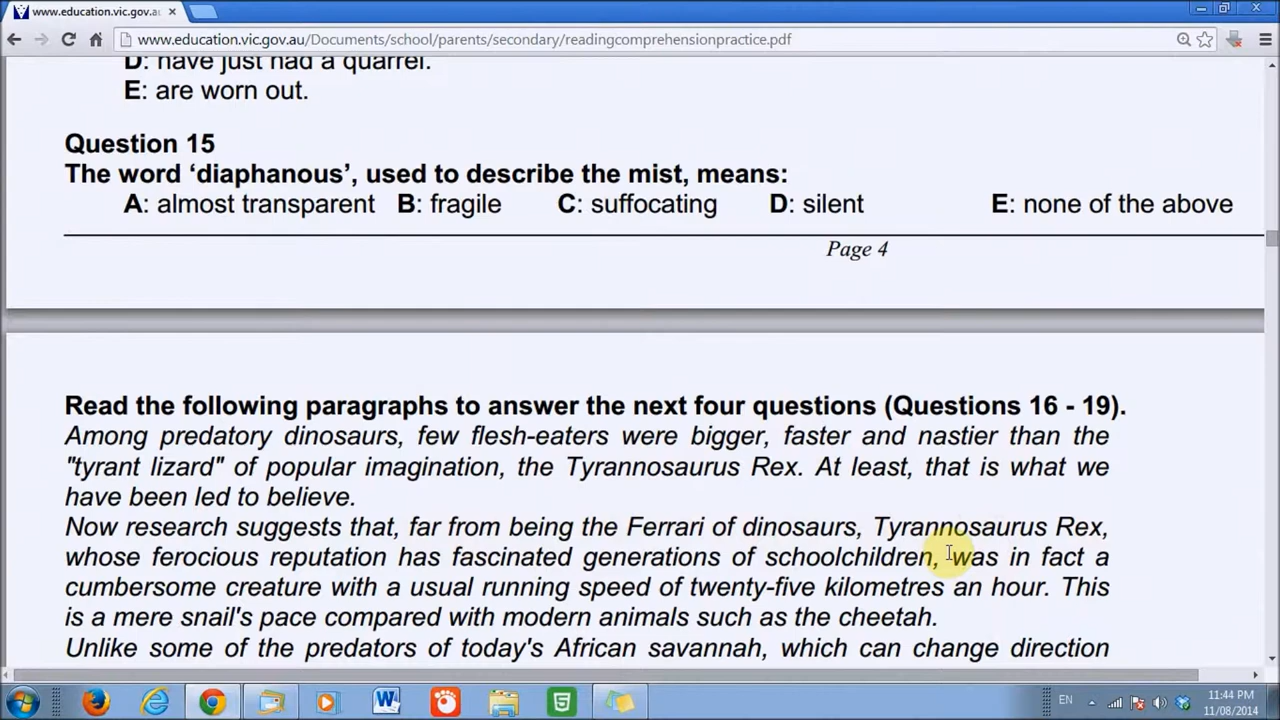 www.education.vic.gov.au
www.education.vic.gov.au/Documents/school/parents/secondary/readingcomprehensionpractice.pdf
D: have just had a quarrel.
E: are worn out.
Question 15
The word ‘diaphanous’, used to describe the mist, means:
A: almost transparent B: fragile C: suffocating D: silent E: none of the above
Page 4
Read the following paragraphs to answer the next four questions (Questions 16 - 19).
Among predatory dinosaurs, few flesh-eaters were bigger, faster and nastier than the
"tyrant lizard" of popular imagination, the Tyrannosaurus Rex. At least, that is what we
have been led to believe.
Now research suggests that, far from being the Ferrari of dinosaurs, Tyrannosaurus Rex,
whose ferocious reputation has fascinated generations of schoolchildren, was in fact a
cumbersome creature with a usual running speed of twenty-five kilometres an hour. This
is a mere snail's pace compared with modern animals such as the cheetah.
Unlike some of the predators of today's African savannah, which can change direction
EN
11:44 PM
11/08/2014